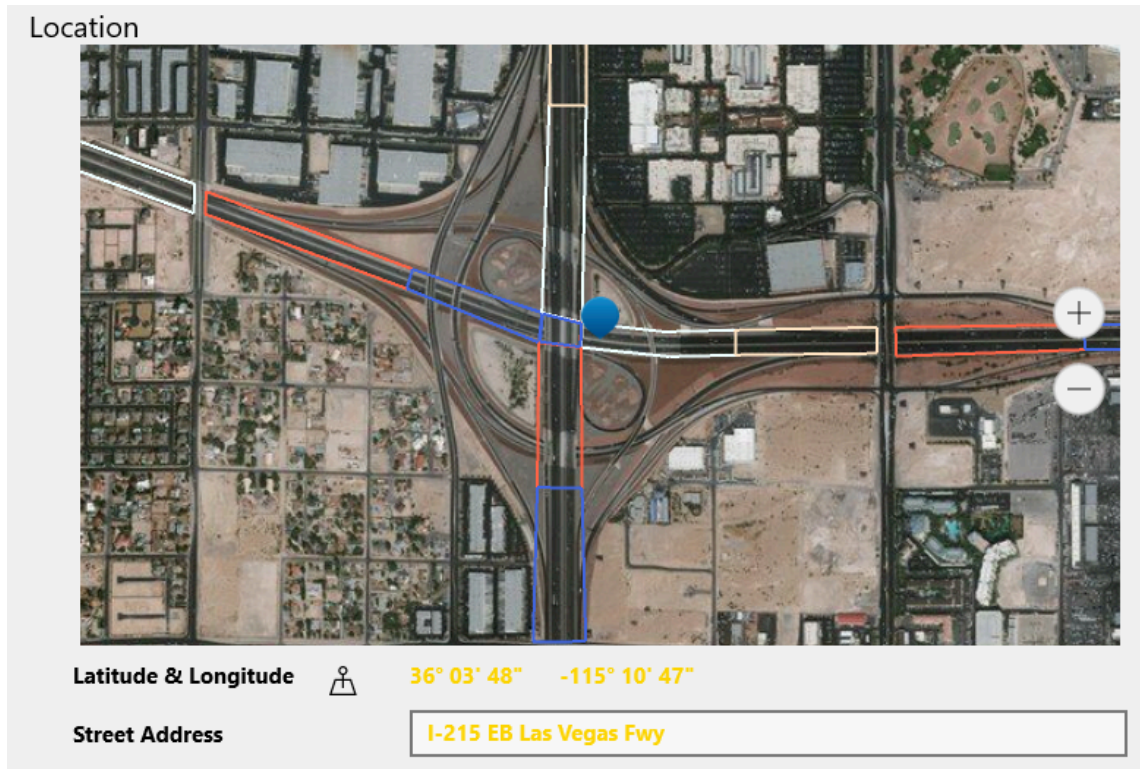 Location
+
−
Latitude & Longitude 36° 03' 48" -115° 10' 47"
Street Address I-215 EB Las Vegas Fwy